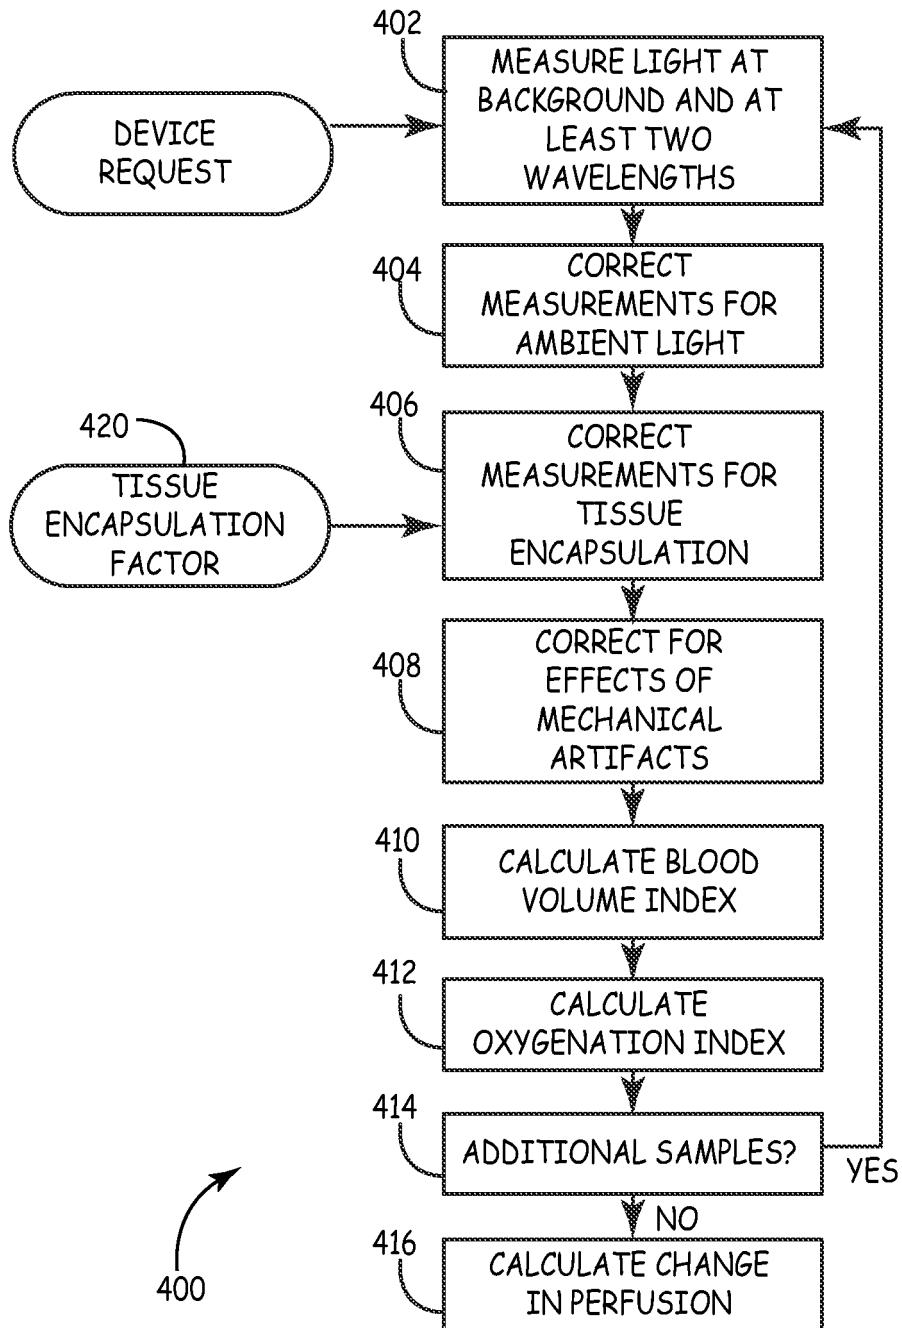 402
MEASURE LIGHT AT
BACKGROUND AND AT
LEAST TWO
WAVELENGTHS
DEVICE
REQUEST
404
CORRECT
MEASUREMENTS FOR
AMBIENT LIGHT
406
CORRECT
MEASUREMENTS FOR
TISSUE
ENCAPSULATION
420
TISSUE
ENCAPSULATION
FACTOR
408
CORRECT FOR
EFFECTS OF
MECHANICAL
ARTIFACTS
410
CALCULATE BLOOD
VOLUME INDEX
412
CALCULATE
OXYGENATION INDEX
414
ADDITIONAL SAMPLES?
YES
NO
416
CALCULATE CHANGE
IN PERFUSION
400